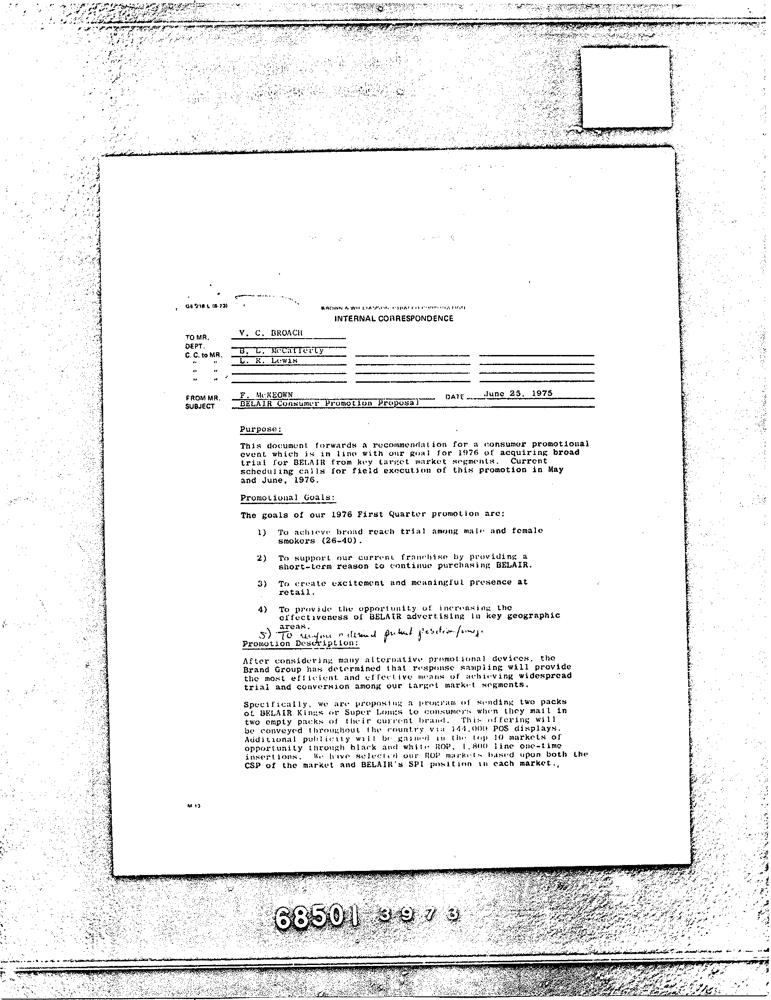 INTERNAL CORRESPONDENCE
TO MR. V. C. BROACH
DEPT.
C. C. to MR. B. L. McCafferty
" " L. R. Lewis
" "
" "
FROM MR. F. McKEOWN DATE June 25, 1975
SUBJECT BELAIR Consumer Promotion Proposal
Purpose:
This document forwards a recommendation for a consumer promotional
event which is in line with our goal for 1976 of acquiring broad
trial for BELAIR from key target market segments. Current
scheduling calls for field execution of this promotion in May
and June, 1976.
Promotional Goals:
The goals of our 1976 First Quarter promotion are:
1) To achieve broad reach trial among male and female
smokers (26-40).
2) To support our current franchise by providing a
short-term reason to continue purchasing BELAIR.
3) To create excitement and meaningful presence at
retail.
4) To provide the opportunity of increasing the
effectiveness of BELAIR advertising in key geographic
areas.
5) To
Promotion Description:
After considering many alternative promotional devices, the
Brand Group has determined that response sampling will provide
the most efficient and effective means of achieving widespread
trial and conversion among our target market segments.
Specifically, we are proposing a program of sending two packs
of BELAIR Kings or Super Longs to consumers when they mail in
two empty packs of their current brand. This offering will
be conveyed throughout the country via 144,000 POS displays.
Additional publicity will be gained in the top 10 markets of
opportunity through black and white ROP, 1,800 line one-time
insertions. We have selected our ROP markets based upon both the
CSP of the market and BELAIR's SPI position in each market.
M-13
68501 3973